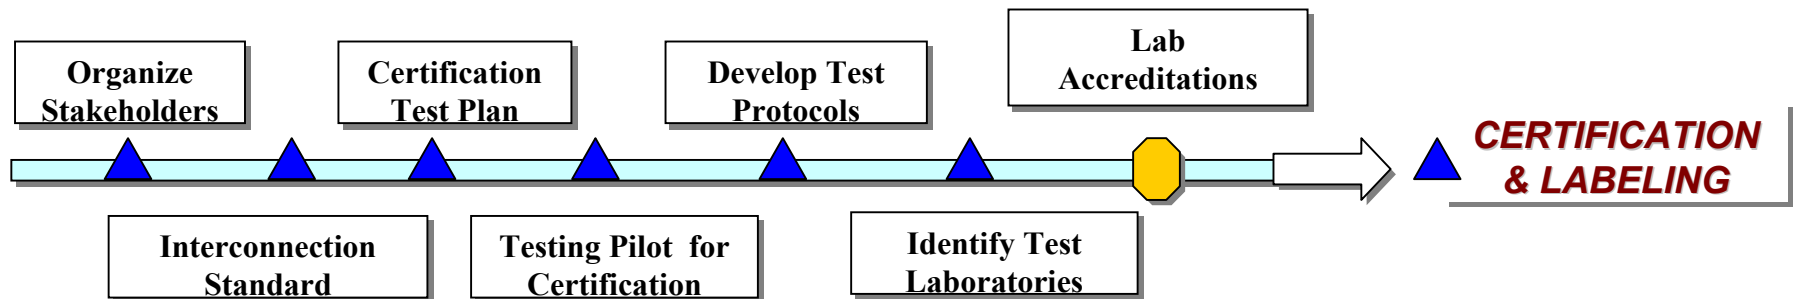 Organize
Stakeholders
Interconnection
Standard
Certification
Test Plan
Testing Pilot for
Certification
Develop Test
Protocols
Identify Test
Laboratories
Lab
Accreditations
CERTIFICATION
& LABELING